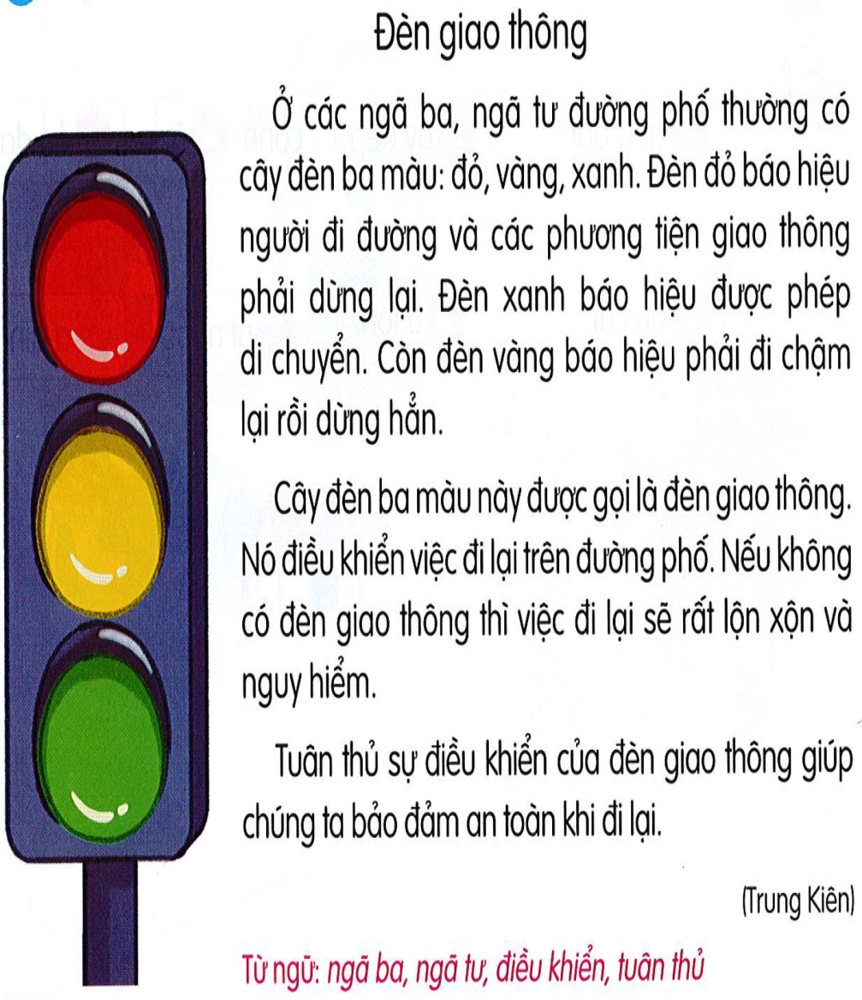 Đèn giao thông
Ở các ngã ba, ngã tư đường phố thường có
cây đèn ba màu: đỏ, vàng, xanh. Đèn đỏ báo hiệu
người đi đường và các phương tiện giao thông
phải dừng lại. Đèn xanh báo hiệu được phép
di chuyển. Còn đèn vàng báo hiệu phải đi chậm
lại rồi dừng hẳn.
Cây đèn ba màu này được gọi là đèn giao thông.
Nó điều khiển việc đi lại trên đường phố. Nếu không
có đèn giao thông thì việc đi lại sẽ rất lộn xộn và
nguy hiểm.
Tuân thủ sự điều khiển của đèn giao thông giúp
chúng ta bảo đảm an toàn khi đi lại.
(Trung Kiên)
Từ ngữ: ngã ba, ngã tư, điều khiển, tuân thủ